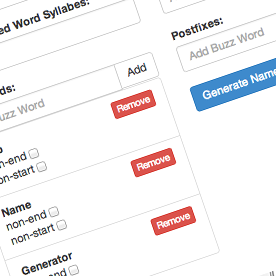 ed Word Syllabes:
Postfixes:
Add Buzz Word
Generate Name
ds:
Buzz Word
Add
Remove
non-end
non-start
Remove
Name
non-end
non-start
Remove
Generator
n-end